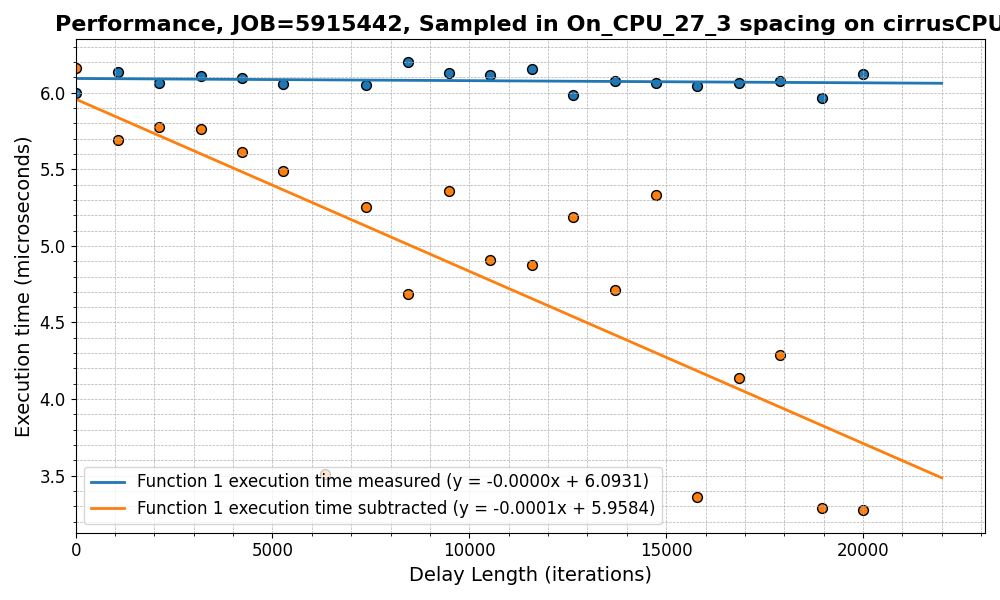 Performance, JOB=5915442, Sampled in On_CPU_27_3 spacing on cirrusCPU
Execution time (microseconds)
6.0
5.5
5.0
4.5
4.0
3.5
Function 1 execution time measured (y = -0.0000x + 6.0931)
Function 1 execution time subtracted (y = -0.0001x + 5.9584)
0 5000 10000 15000 20000
Delay Length (iterations)